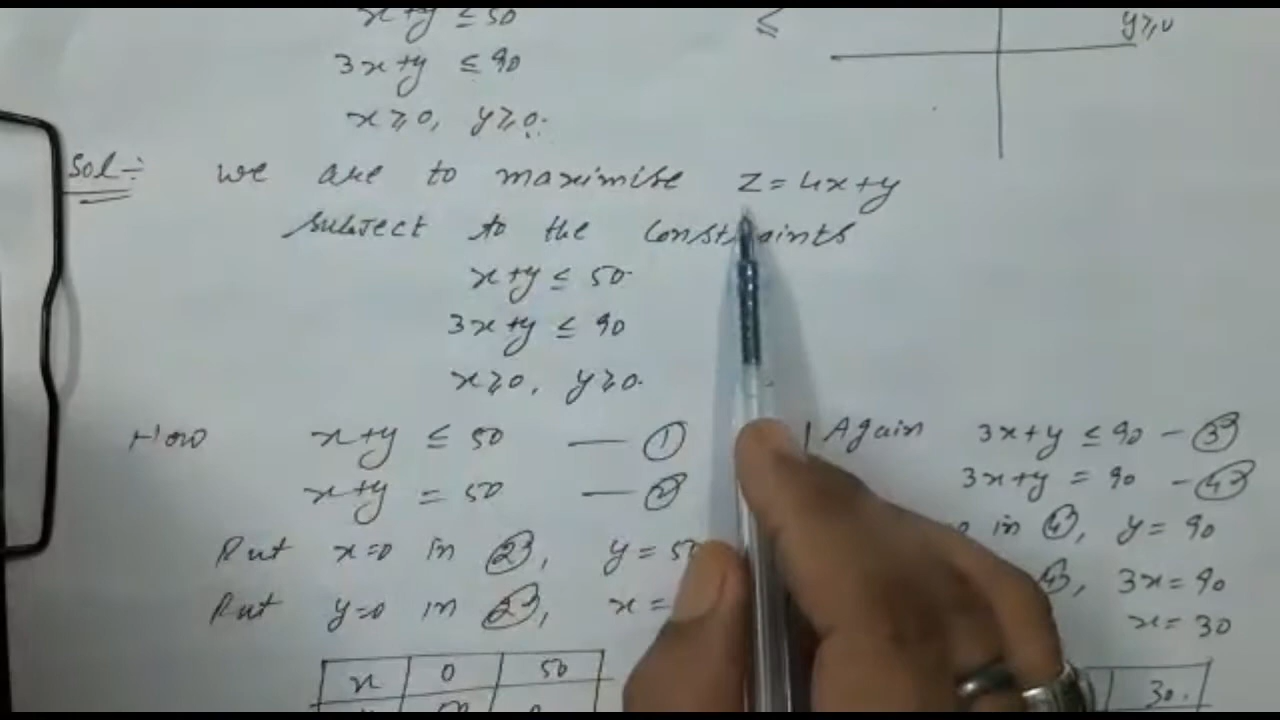 x+y ≤ 50
≤
y≥0
3x+y ≤ 90
x≥0, y≥0.
Sol:- we are to maximise Z = 4x+y
subject to the constraints
x+y ≤ 50
3x+y ≤ 90
x≥0, y≥0.
Now x+y ≤ 50 — ①
x+y = 50 — ②
Put x=0 in ②, y = 50
Put y=0 in ②, x =
x 0 50
Again 3x+y ≤ 90 - ③
3x+y = 90 - ④
in ④, y = 90
④, 3x = 90
x = 30
30.